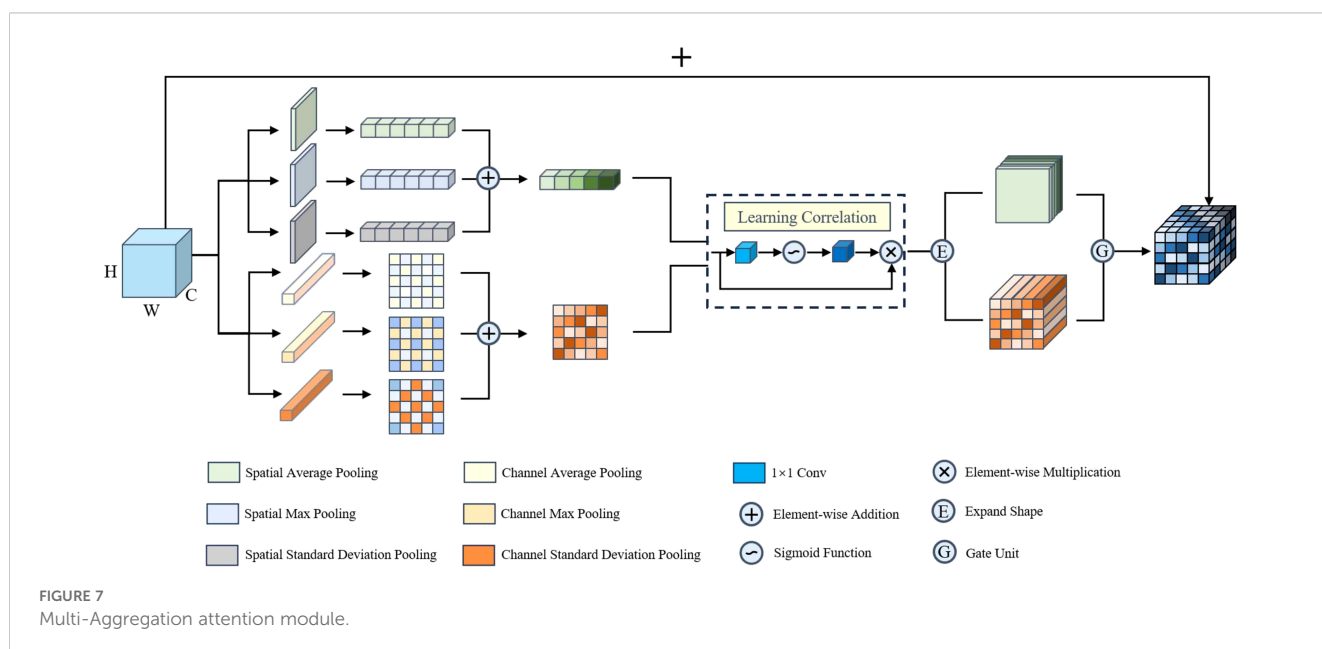 +
Learning Correlation
H
W
C
E
G
Spatial Average Pooling
Channel Average Pooling
1×1 Conv
Element-wise Multiplication
Spatial Max Pooling
Channel Max Pooling
Element-wise Addition
E Expand Shape
Spatial Standard Deviation Pooling
Channel Standard Deviation Pooling
Sigmoid Function
G Gate Unit
FIGURE 7
Multi-Aggregation attention module.